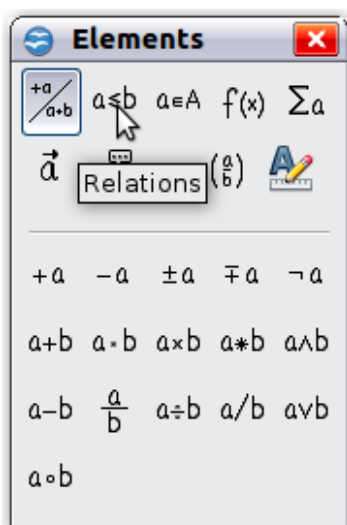 Elements
+a/a+b a≤b a∈A f(x) Σa
a⃗ (a b)
Relations
+a −a ±a ∓a ¬a
a+b a·b a×b a∗b a∧b
a−b a/b a÷b a/b a∨b
a∘b